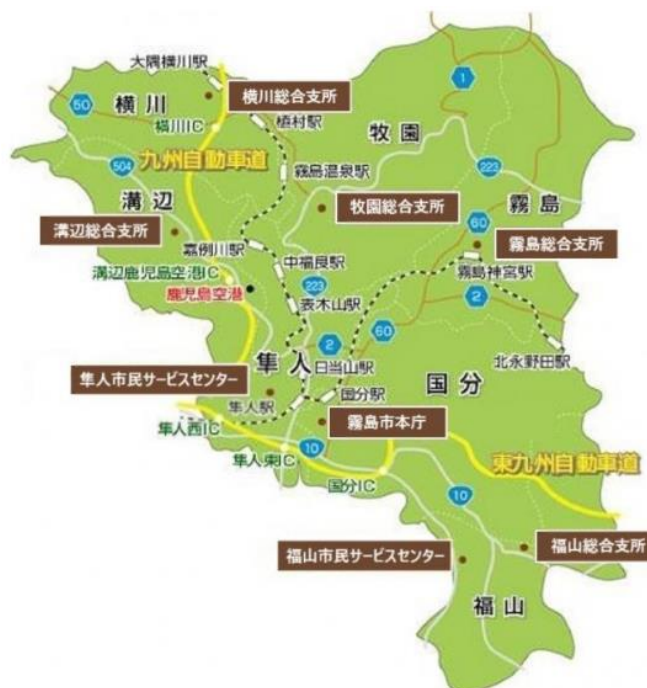 大隅横川駅
1
横川総合支所
50
横川
植村駅
牧園
横川IC
九州自動車道
霧島温泉駅
504
223
溝辺
牧園総合支所
霧島
60
溝辺総合支所
霧島総合支所
嘉例川駅
中福良駅
霧島神宮駅
溝辺鹿児島空港IC
223
鹿児島空港
表木山駅
2
60
2
隼人
日当山駅
北永野田駅
隼人市民サービスセンター
国分駅
国分
隼人駅
霧島市本庁
隼人西IC
隼人東IC
10
東九州自動車道
国分IC
10
福山市民サービスセンター
福山総合支所
福山